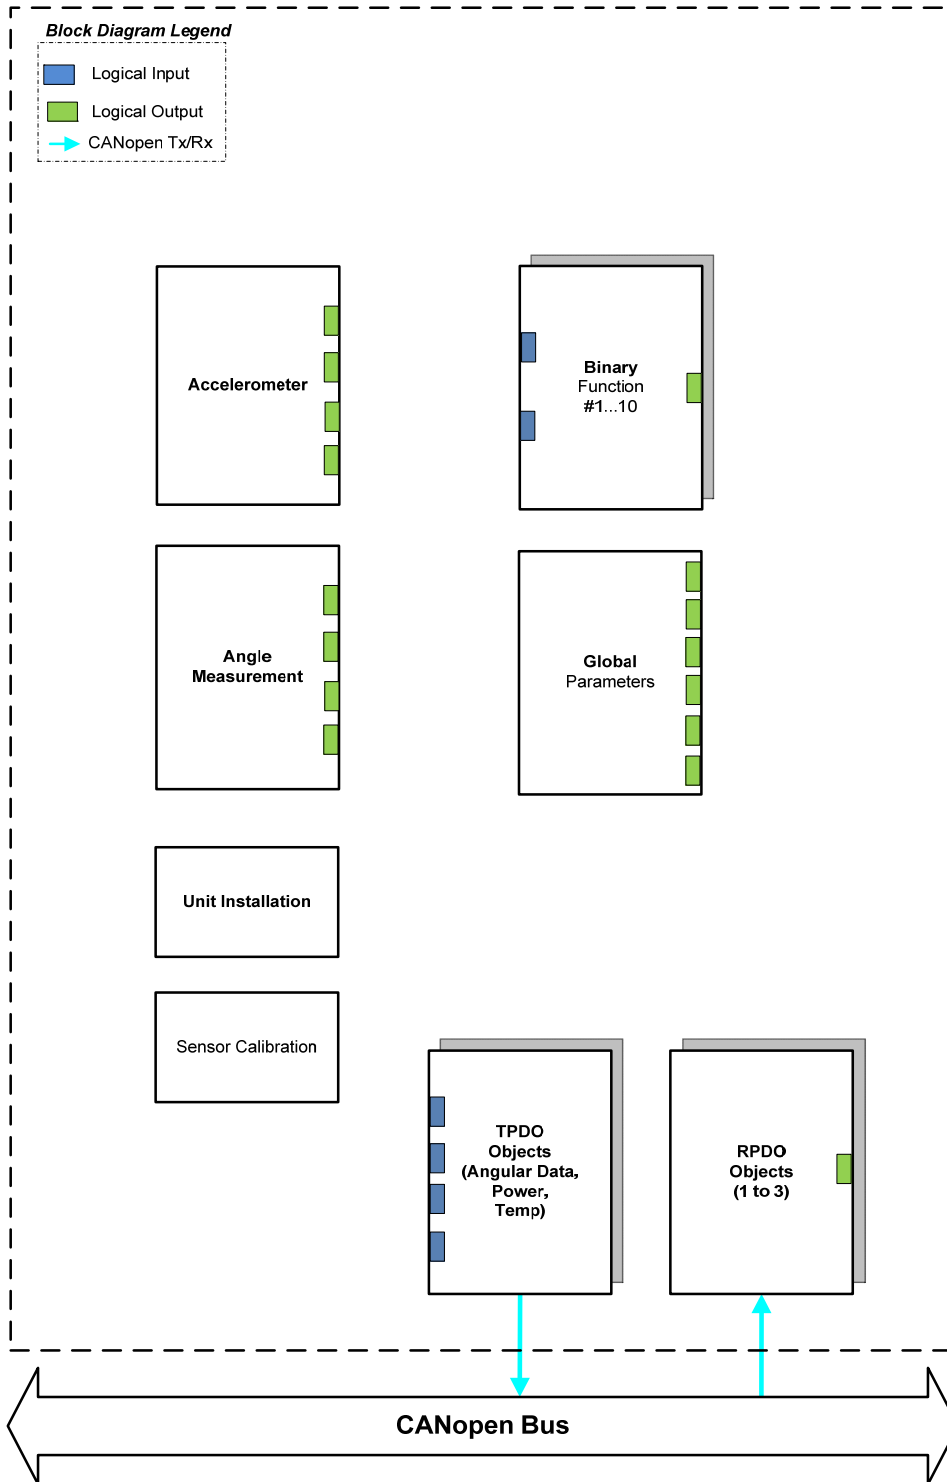 Block Diagram Legend
Logical Input
Logical Output
CANopen Tx/Rx
Accelerometer
Binary
Function
#1...10
Angle
Measurement
Global
Parameters
Unit Installation
Sensor Calibration
TPDO
Objects
(Angular Data,
Power,
Temp)
RPDO
Objects
(1 to 3)
CANopen Bus